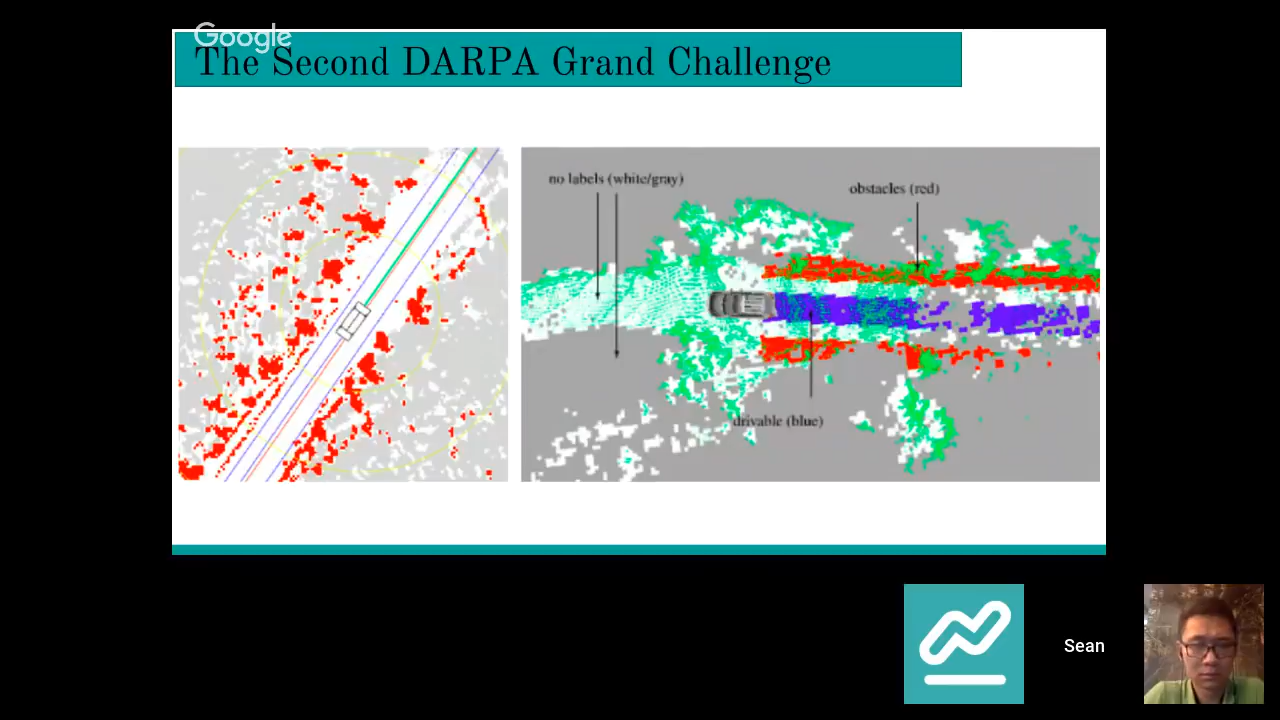 Google
The Second DARPA Grand Challenge
no labels (white/gray)
obstacles (red)
drivable (blue)
Sean